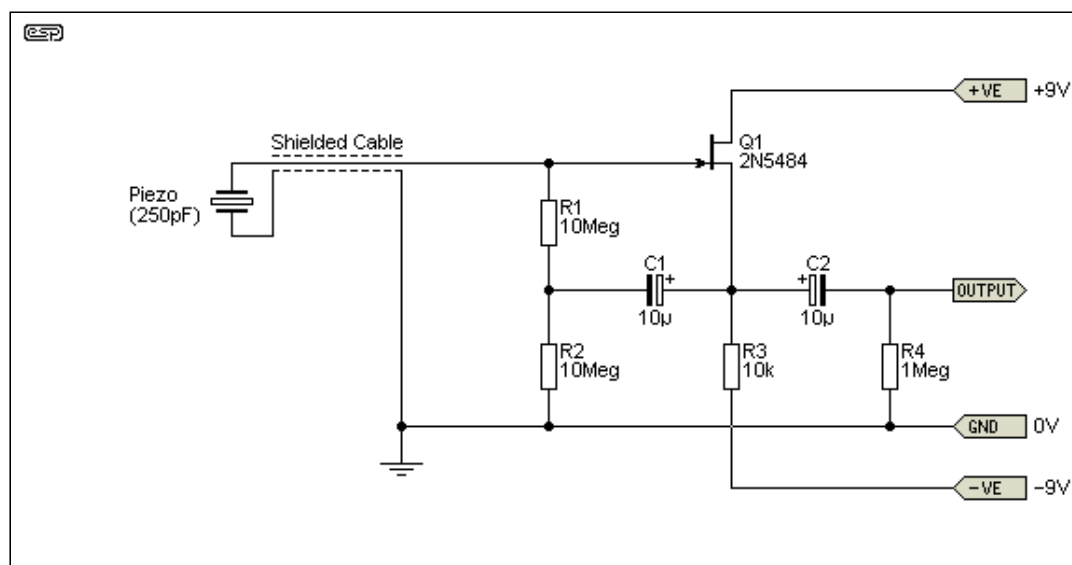 esp
+VE +9V
Shielded Cable
Q1
2N5484
Piezo
(250pF)
R1
10Meg
C1
+
10µ
C2
+
10µ
OUTPUT
R2
10Meg
R3
10k
R4
1Meg
GND 0V
-VE -9V